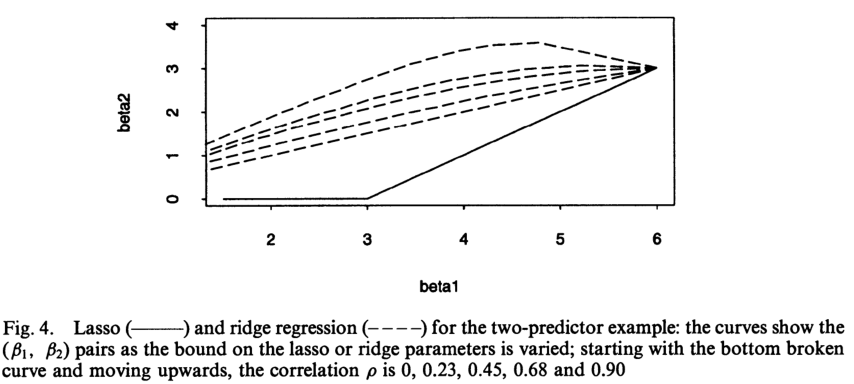 4
3
2
1
0
beta2
2 3 4 5 6
beta1
Fig. 4. Lasso (———) and ridge regression (– – – –) for the two-predictor example: the curves show the
(β₁, β₂) pairs as the bound on the lasso or ridge parameters is varied; starting with the bottom broken
curve and moving upwards, the correlation ρ is 0, 0.23, 0.45, 0.68 and 0.90